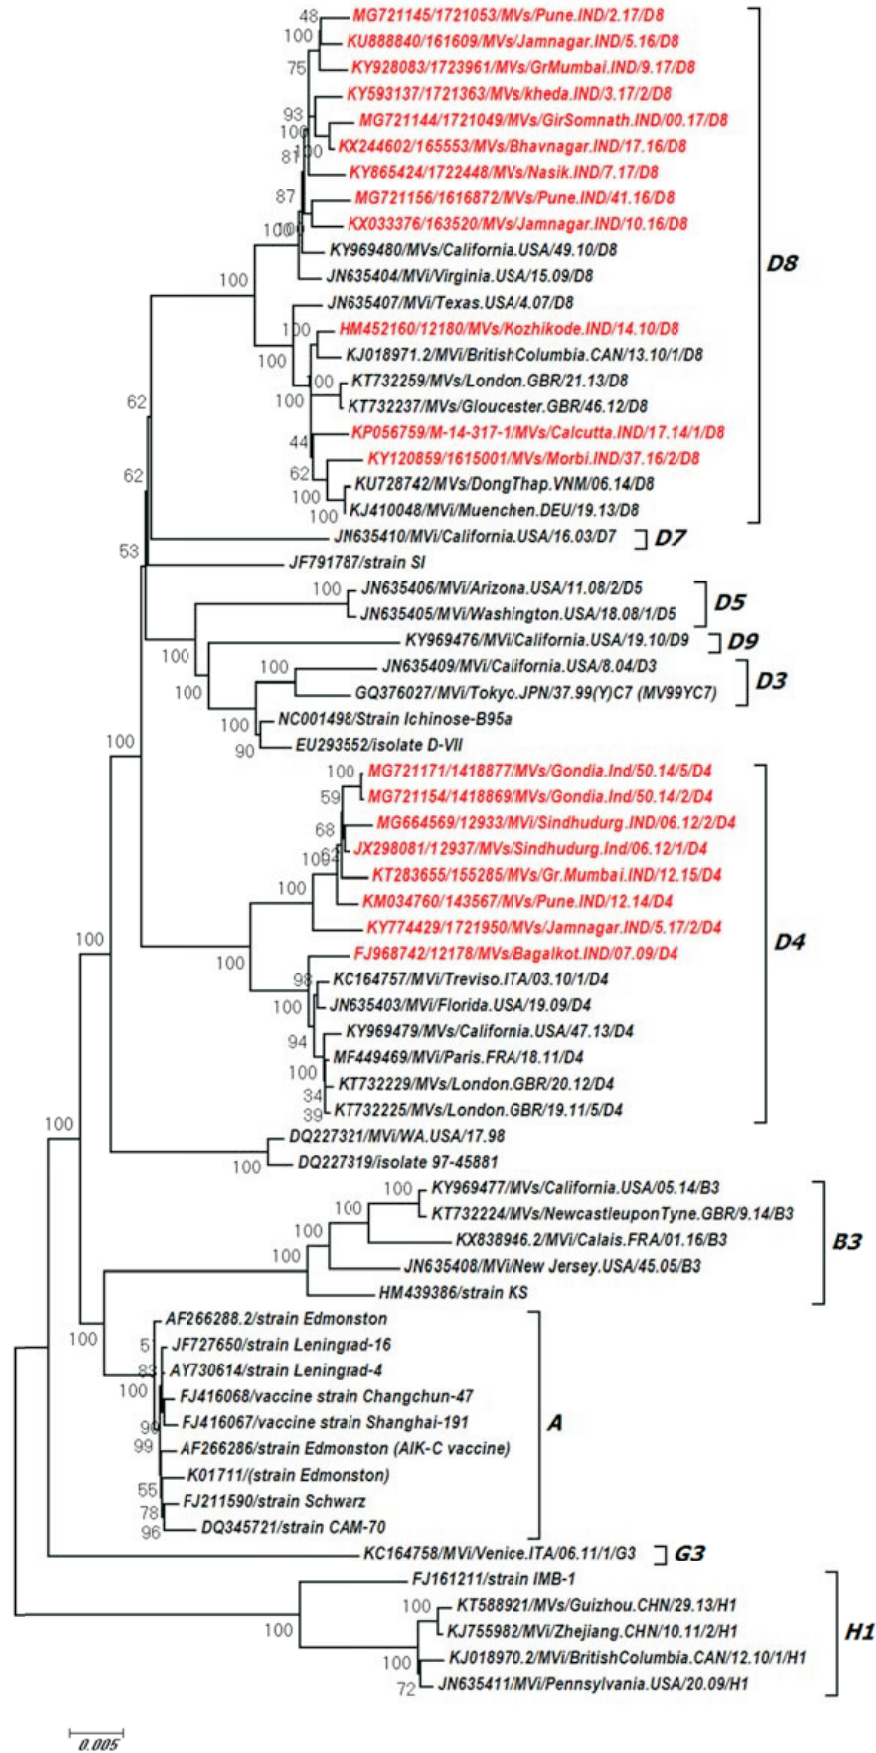 48
MG721145/1721053/MVs/Pune.IND/2.17/D8
100
KU888840/161609/MVs/Jamnagar.IND/5.16/D8
75
KY928083/1723961/MVs/GrMumbai.IND/9.17/D8
KY593137/1721363/MVs/kheda.IND/3.17/2/D8
93
MG721144/1721049/MVs/GirSomnath.IND/00.17/D8
100
KX244602/165553/MVs/Bhavnagar.IND/17.16/D8
81
100
KY865424/1722448/MVs/Nasik.IND/7.17/D8
87
MG721156/1616872/MVs/Pune.IND/41.16/D8
KX033376/163520/MVs/Jamnagar.IND/10.16/D8
100
KY969480/MVs/California.USA/49.10/D8
D8
JN635404/MVi/Virginia.USA/15.09/D8
100
JN635407/MVi/Texas.USA/4.07/D8
100
HM452160/12180/MVs/Kozhikode.IND/14.10/D8
100
KJ018971.2/MVi/BritishColumbia.CAN/13.10/1/D8
100
KT732259/MVs/London.GBR/21.13/D8
100
KT732237/MVs/Gloucester.GBR/46.12/D8
62
KP056759/M-14-317-1/MVs/Calcutta.IND/17.14/1/D8
44
KY120859/1615001/MVs/Morbi.IND/37.16/2/D8
62
62
KU728742/MVs/DongThap.VNM/06.14/D8
100
KJ410048/MVi/Muenchen.DEU/19.13/D8
100
JN635410/MVi/California.USA/16.03/D7
D7
53
JF791787/strain SI
100
JN635406/MVi/Arizona.USA/11.08/2/D5
D5
JN635405/MVi/Washington.USA/18.08/1/D5
KY969476/MVi/California.USA/19.10/D9
D9
100
100
JN635409/MVi/California.USA/8.04/D3
D3
100
GQ376027/MVi/Tokyo.JPN/37.99(Y)C7 (MV99YC7)
100
NC001498/Strain Ichinose-B95a
100
90
EU293552/isolate D-VII
100
MG721171/1418877/MVs/Gondia.Ind/50.14/5/D4
59
MG721154/1418869/MVs/Gondia.Ind/50.14/2/D4
68
MG664569/12933/MVi/Sindhudurg.IND/06.12/2/D4
JX298081/12937/MVs/Sindhudurg.Ind/06.12/1/D4
KT283655/155285/MVs/Gr.Mumbai.IND/12.15/D4
100
KM034760/143567/MVs/Pune.IND/12.14/D4
KY774429/1721950/MVs/Jamnagar.IND/5.17/2/D4
D4
100
FJ968742/12178/MVs/Bagalkot.IND/07.09/D4
100
98
KC164757/MVi/Treviso.ITA/03.10/1/D4
100
JN635403/MVi/Florida.USA/19.09/D4
94
KY969479/MVs/California.USA/47.13/D4
MF449469/MVi/Paris.FRA/18.11/D4
100
KT732229/MVs/London.GBR/20.12/D4
34
39
KT732225/MVs/London.GBR/19.11/5/D4
100
DQ227321/MVi/WA.USA/17.98
100
DQ227319/isolate 97-45881
100
KY969477/MVs/California.USA/05.14/B3
100
KT732224/MVs/NewcastleuponTyne.GBR/9.14/B3
B3
100
KX838946.2/MVi/Calais.FRA/01.16/B3
100
JN635408/MVi/New Jersey.USA/45.05/B3
HM439386/strain KS
AF266288.2/strain Edmonston
100
51
JF727650/strain Leningrad-16
83
AY730614/strain Leningrad-4
100
FJ416068/vaccine strain Changchun-47
A
FJ416067/vaccine strain Shanghai-191
90
99
AF266286/strain Edmonston (AIK-C vaccine)
K01711/(strain Edmonston)
55
FJ211590/strain Schwarz
78
96
DQ345721/strain CAM-70
KC164758/MVi/Venice.ITA/06.11/1/G3
G3
FJ161211/strain IMB-1
100
KT588921/MVs/Guizhou.CHN/29.13/H1
100
KJ755982/MVi/Zhejiang.CHN/10.11/2/H1
H1
KJ018970.2/MVi/BritishColumbia.CAN/12.10/1/H1
100
72
JN635411/MVi/Pennsylvania.USA/20.09/H1
0.005